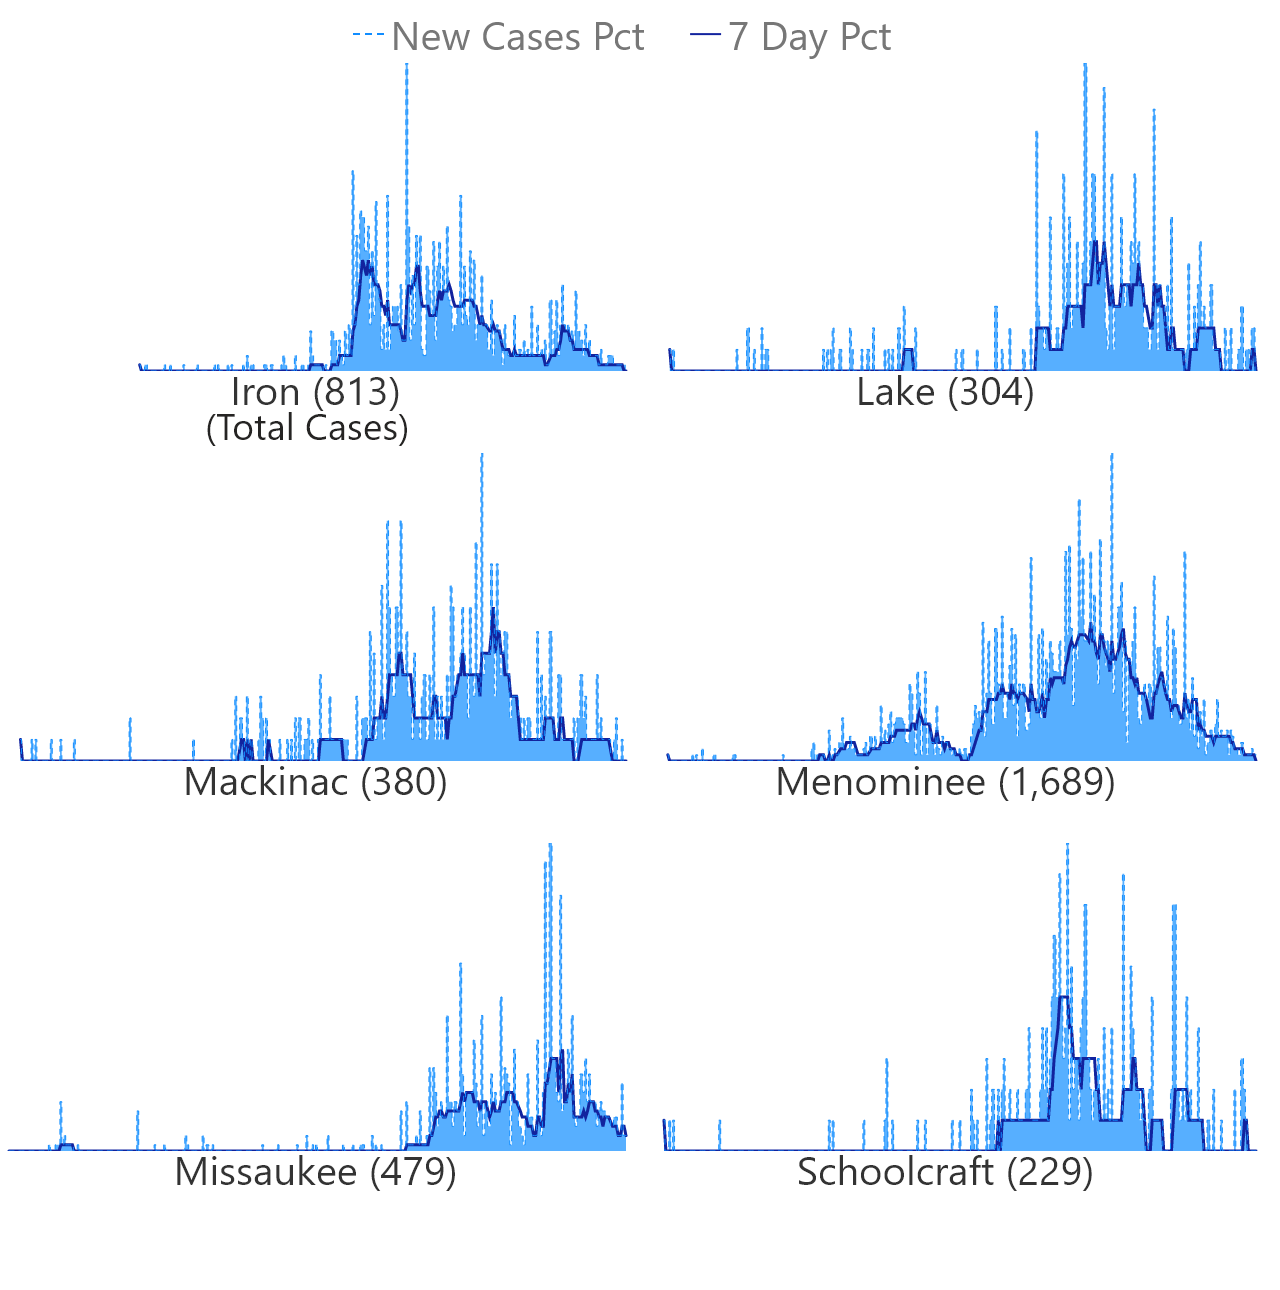 New Cases Pct 7 Day Pct
Iron (813) Lake (304)
(Total Cases)
Mackinac (380) Menominee (1,689)
Missaukee (479) Schoolcraft (229)